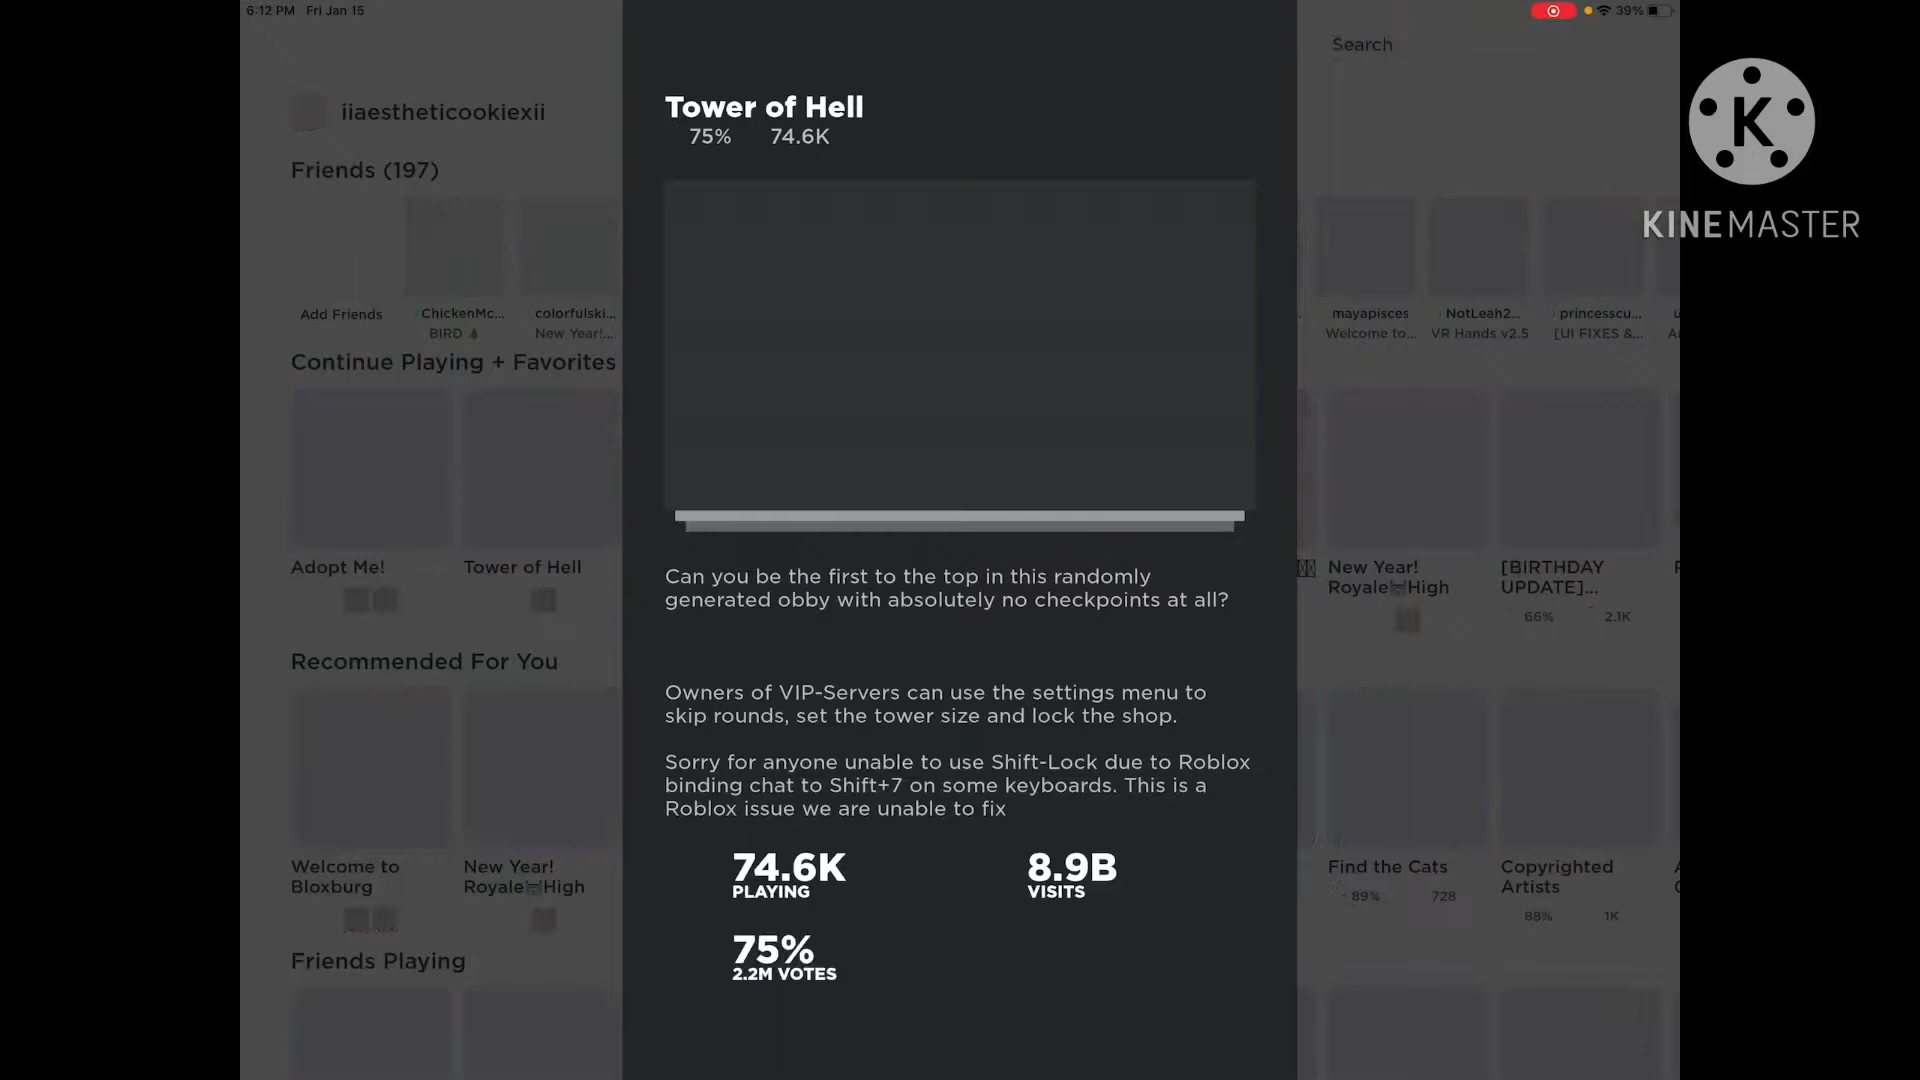 6:12 PM Fri Jan 15
39%
Search
iiaestheticookiexii
Friends (197)
Add Friends
ChickenMc...
BIRD
colorfulski...
New Year!...
mayapisces
Welcome to...
NotLeah2...
VR Hands v2.5
princesscu...
[UI FIXES &...
Continue Playing + Favorites
Adopt Me!
Tower of Hell
New Year!
Royale High
[BIRTHDAY
UPDATE]...
66% 2.1K
Recommended For You
Welcome to
Bloxburg
New Year!
Royale High
Find the Cats
89% 728
Copyrighted
Artists
88% 1K
Friends Playing
Tower of Hell
75% 74.6K
Can you be the first to the top in this randomly
generated obby with absolutely no checkpoints at all?
Owners of VIP-Servers can use the settings menu to
skip rounds, set the tower size and lock the shop.
Sorry for anyone unable to use Shift-Lock due to Roblox
binding chat to Shift+7 on some keyboards. This is a
Roblox issue we are unable to fix
74.6K
PLAYING
8.9B
VISITS
75%
2.2M VOTES
K
KINEMASTER